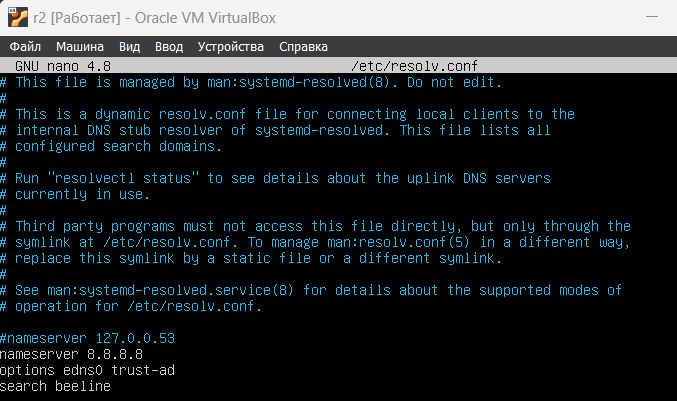 r2 [Работает] - Oracle VM VirtualBox
Файл Машина Вид Ввод Устройства Справка
GNU nano 4.8 /etc/resolv.conf
# This file is managed by man:systemd-resolved(8). Do not edit.
#
# This is a dynamic resolv.conf file for connecting local clients to the
# internal DNS stub resolver of systemd-resolved. This file lists all
# configured search domains.
#
# Run "resolvectl status" to see details about the uplink DNS servers
# currently in use.
#
# Third party programs must not access this file directly, but only through the
# symlink at /etc/resolv.conf. To manage man:resolv.conf(5) in a different way,
# replace this symlink by a static file or a different symlink.
#
# See man:systemd-resolved.service(8) for details about the supported modes of
# operation for /etc/resolv.conf.

#nameserver 127.0.0.53
nameserver 8.8.8.8
options edns0 trust-ad
search beeline